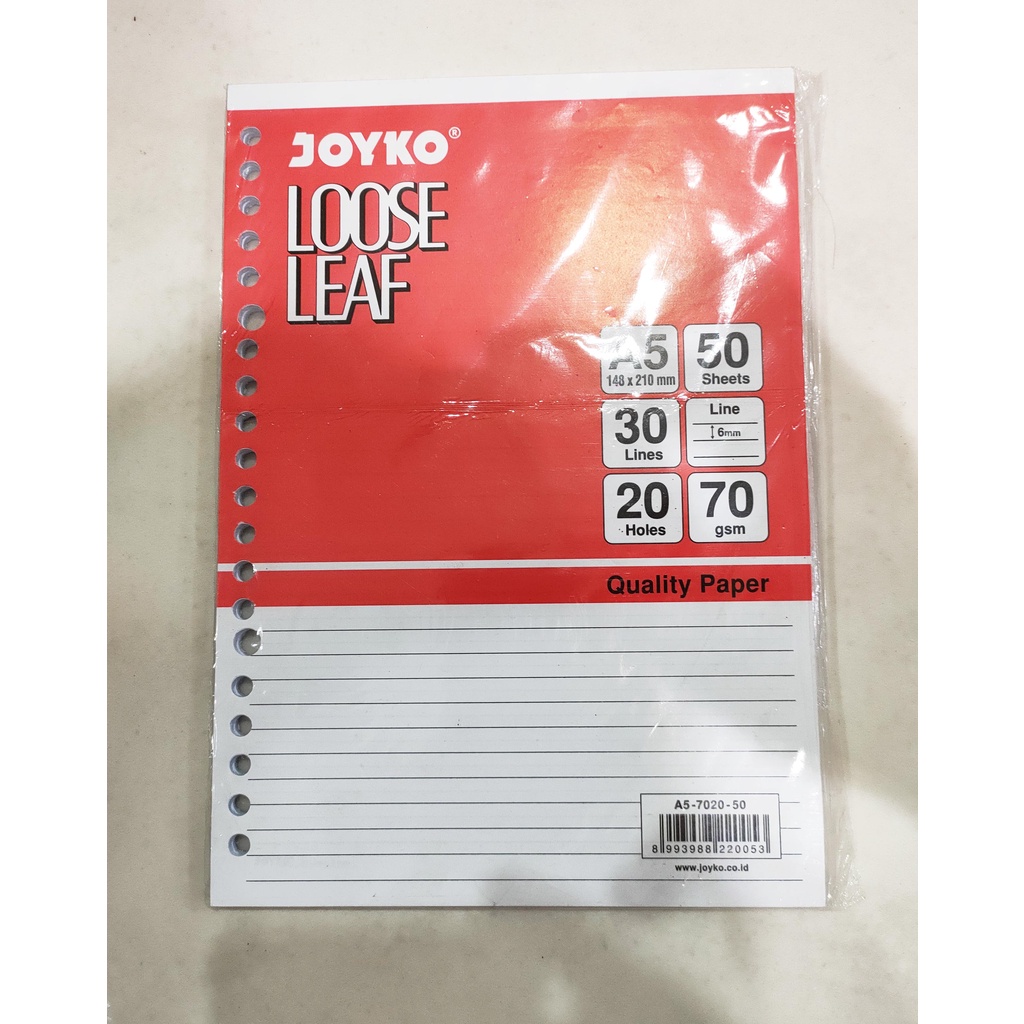 JOYKO®
LOOSE
LEAF
A5
148 x 210 mm
50
Sheets
30
Lines
Line
6mm
20
Holes
70
gsm
Quality Paper
A5-7020-50
8 993988 220053
www.joyko.co.id